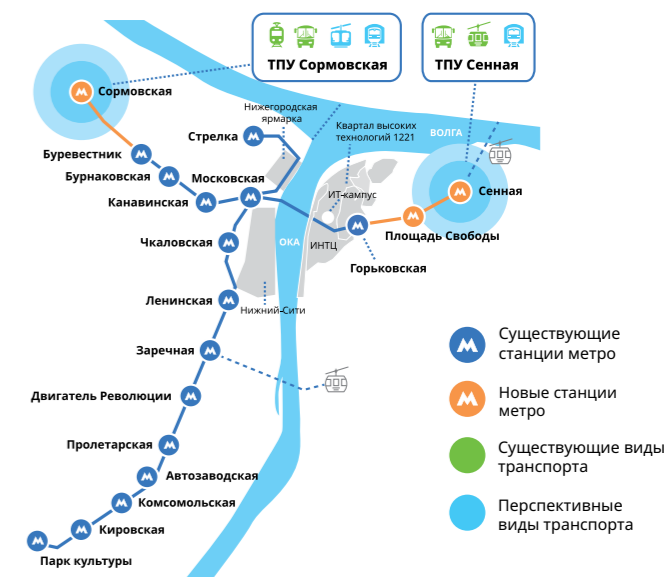 ТПУ Сормовская
ТПУ Сенная
Сормовская
Нижегородская
ярмарка
Стрелка
Квартал высоких
технологий 1221
ВОЛГА
Буревестник
Бурнаковская
Московская
Канавинская
ИТ-кампус
Сенная
Площадь Свободы
Чкаловская
ОКА
ИНТЦ
Горьковская
Ленинская
Нижний-Сити
Заречная
Двигатель Революции
Пролетарская
Автозаводская
Комсомольская
Кировская
Парк культуры
Существующие
станции метро
Новые станции
метро
Существующие виды
транспорта
Перспективные
виды транспорта